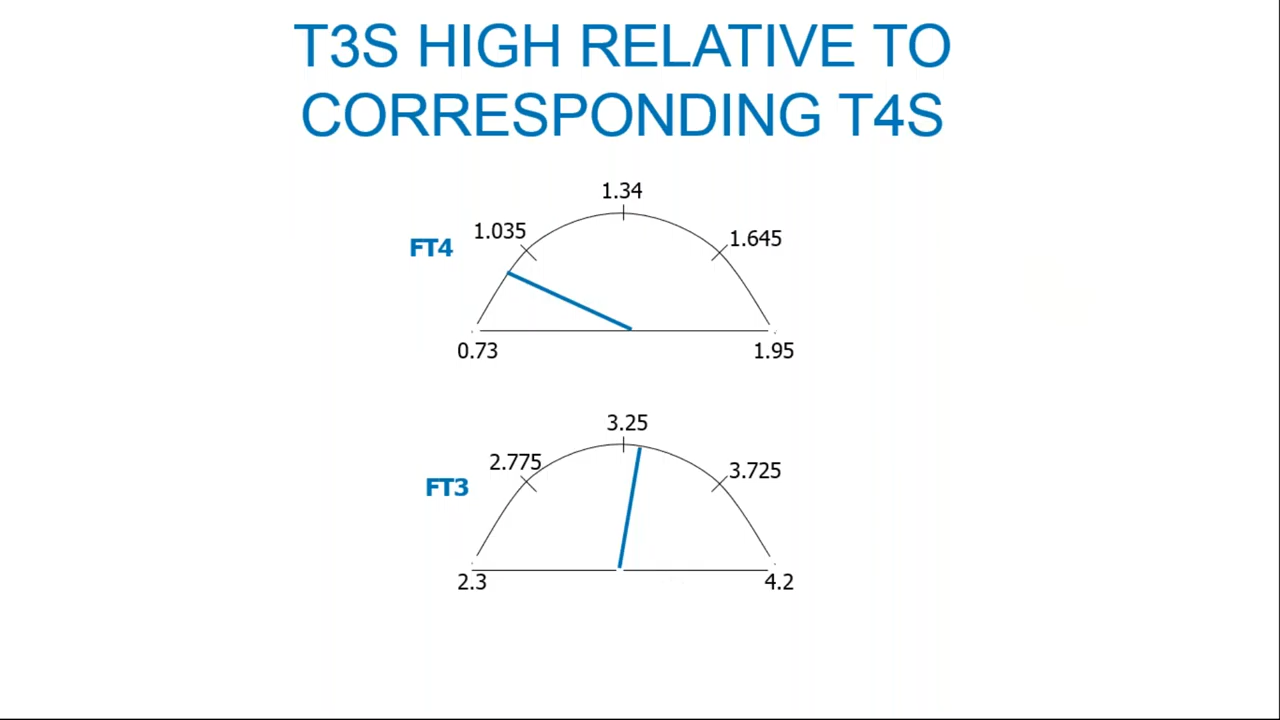 T3S HIGH RELATIVE TO
CORRESPONDING T4S
1.34
1.035
1.645
FT4
0.73
1.95
3.25
2.775
3.725
FT3
2.3
4.2